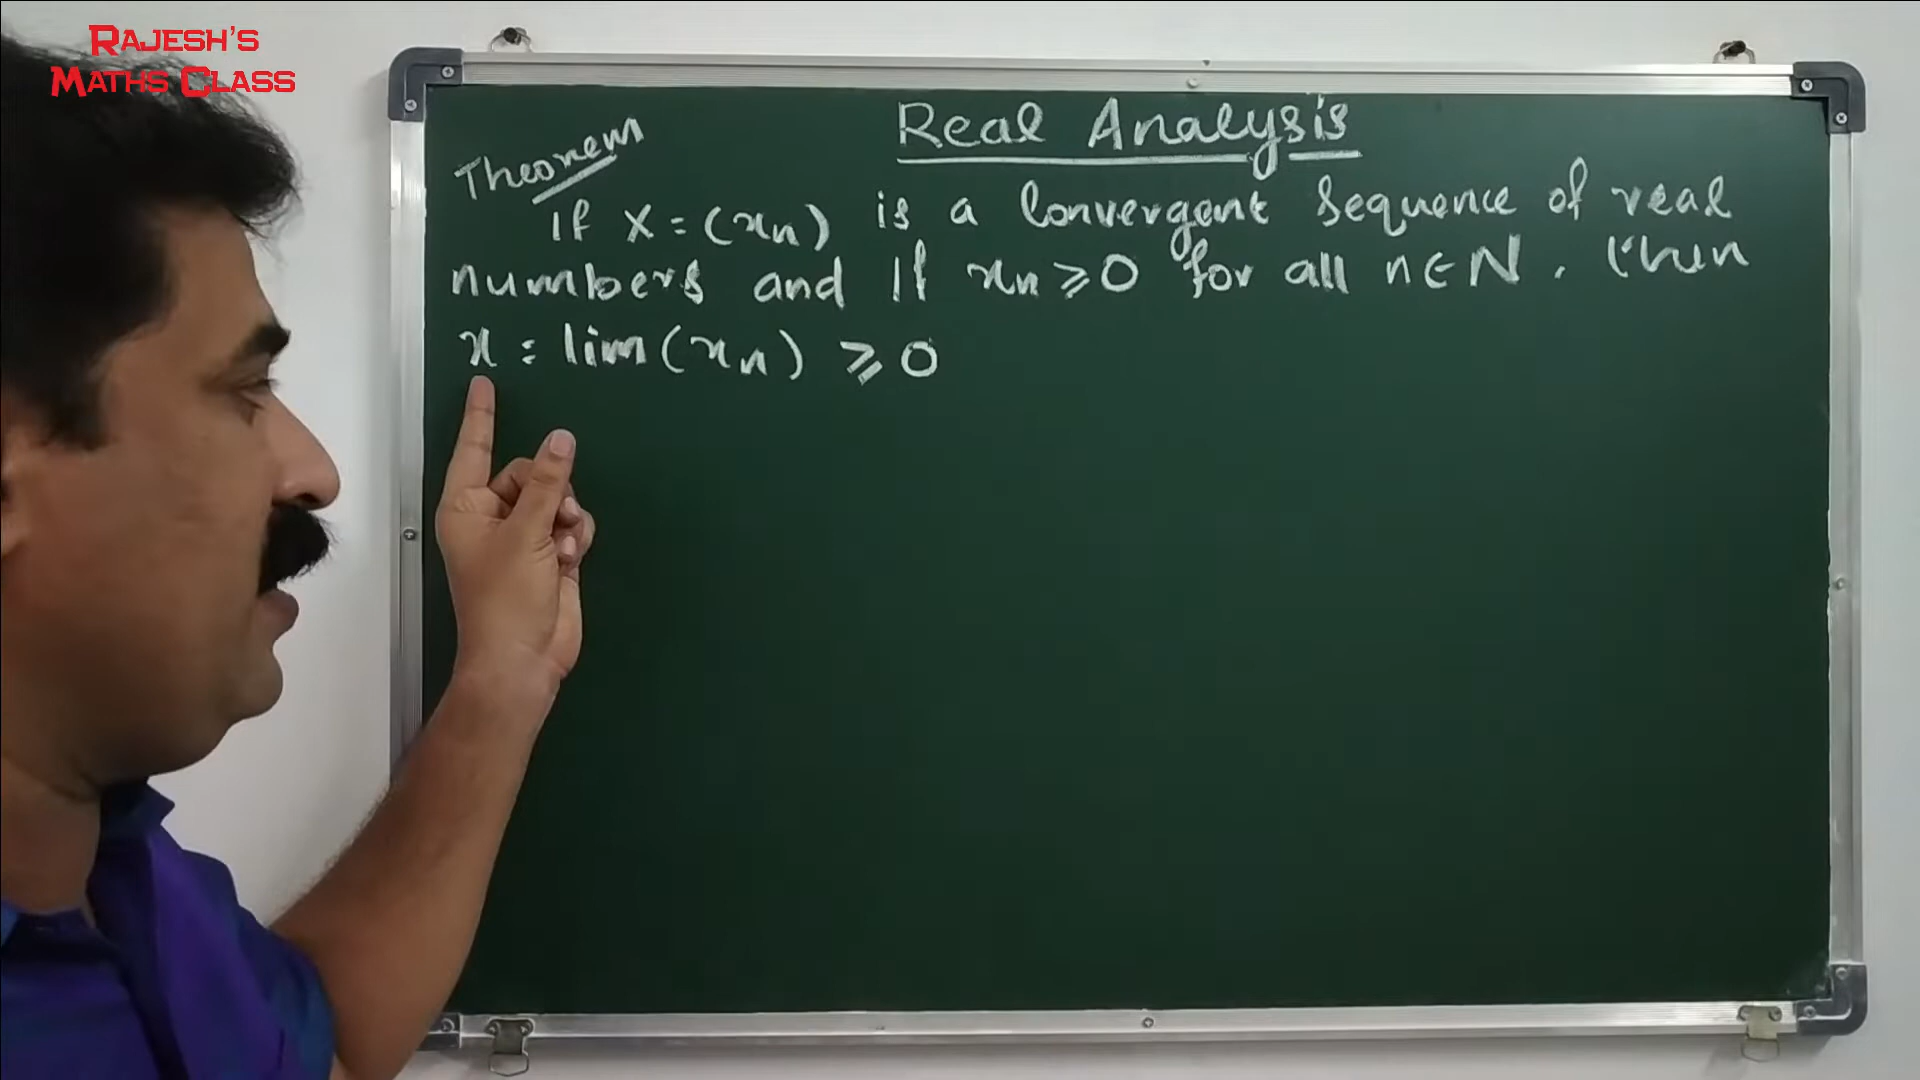 RAJESH'S
MATHS CLASS
Real Analysis
Theorem
If X = (xn) is a Convergent Sequence of real
numbers and If xn ⩾ 0 for all n ∈ N. then
x = lim(xn) ⩾ 0